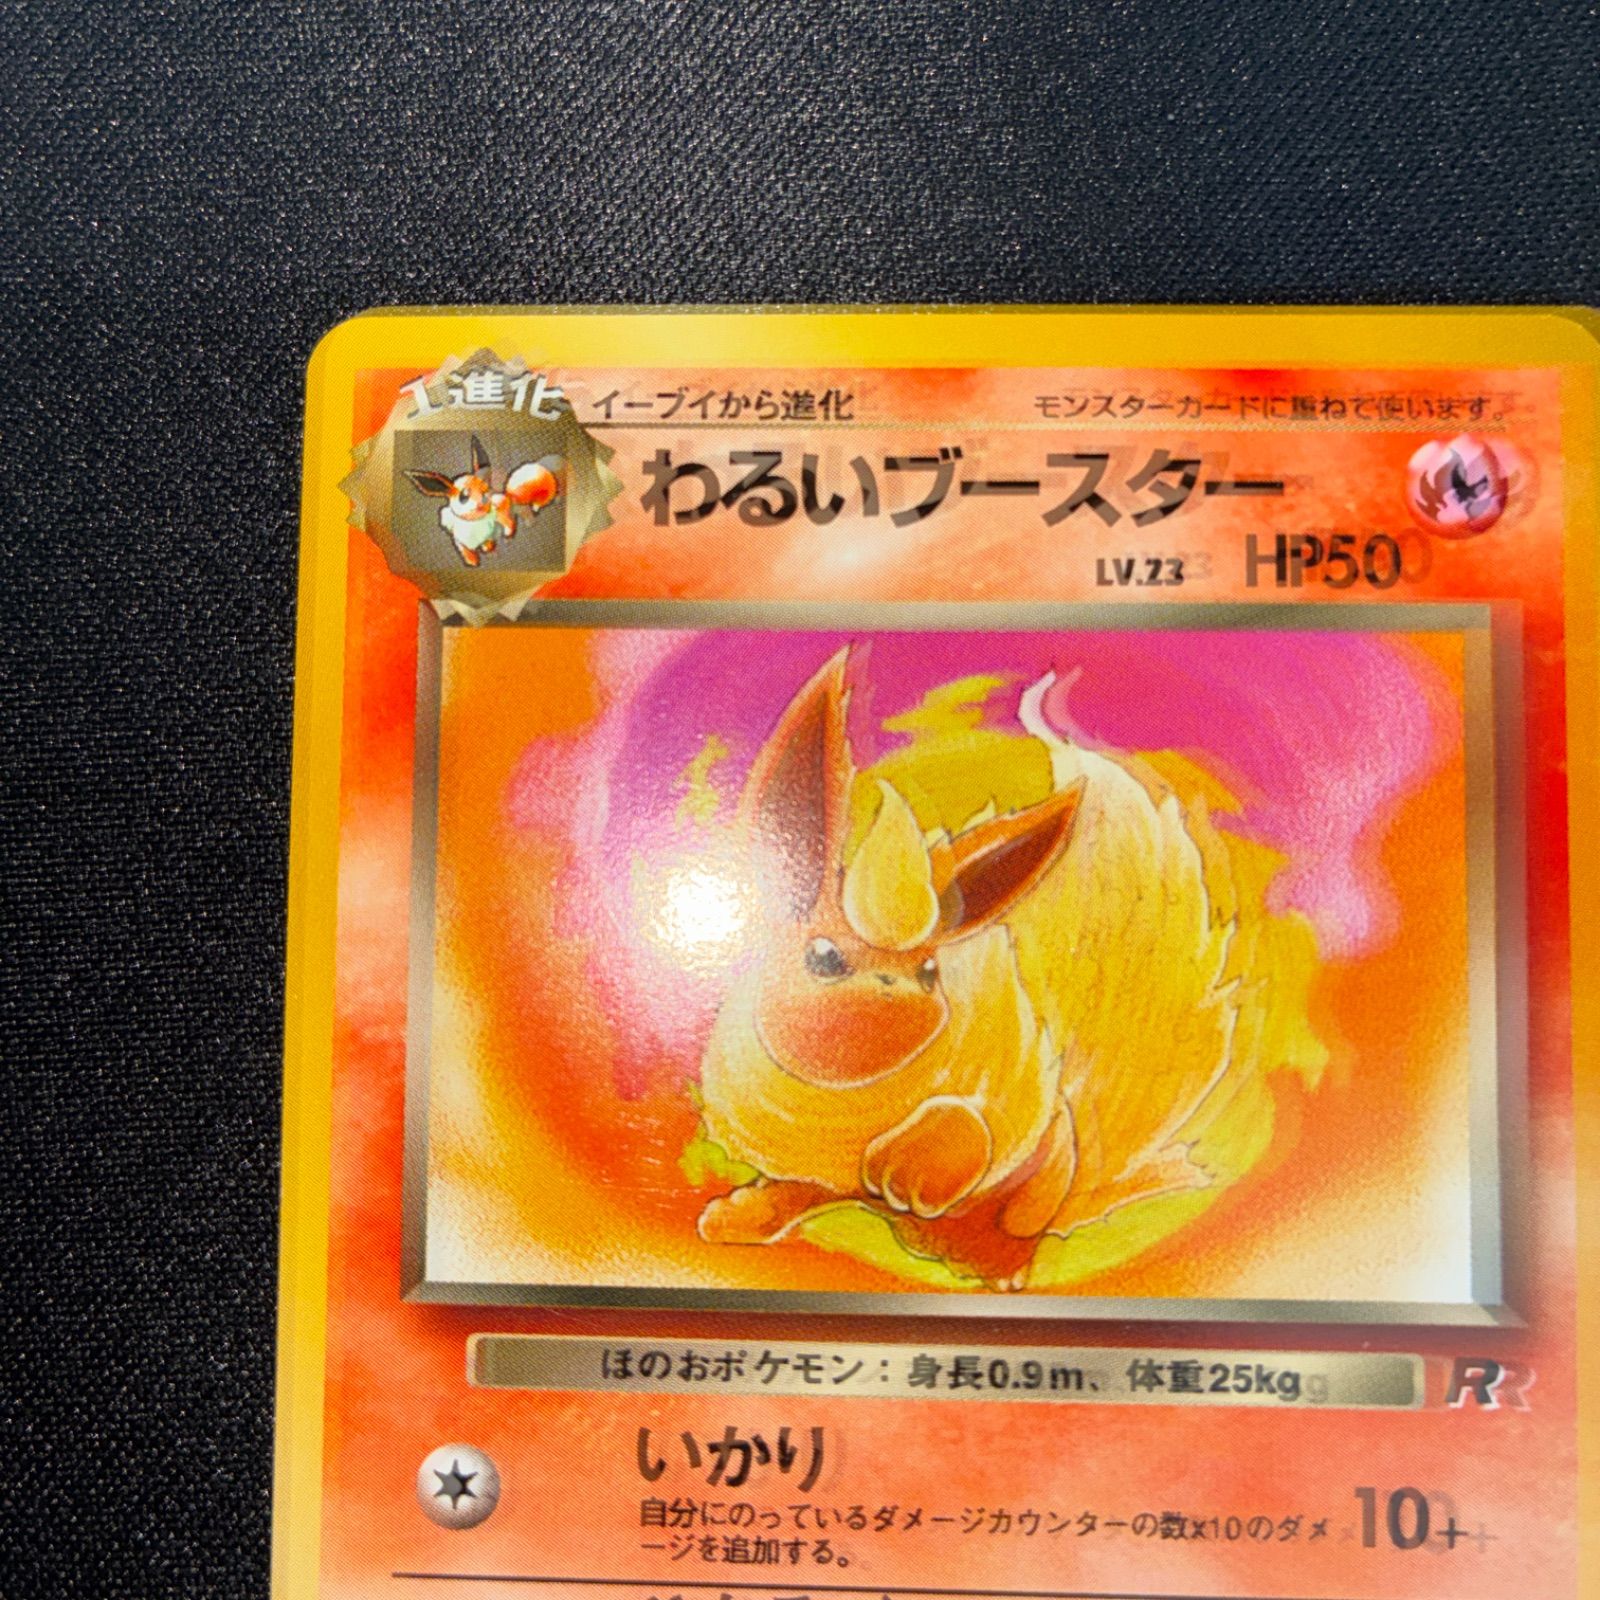 1進化
イーブイから進化 モンスターカードに重ねて使います。
わるいブースター
LV.23 HP50
ほのおポケモン：身長0.9m、体重25kg
R
いかり
自分にのっているダメージカウンターの数×10のダメ 10+
ージを追加する。